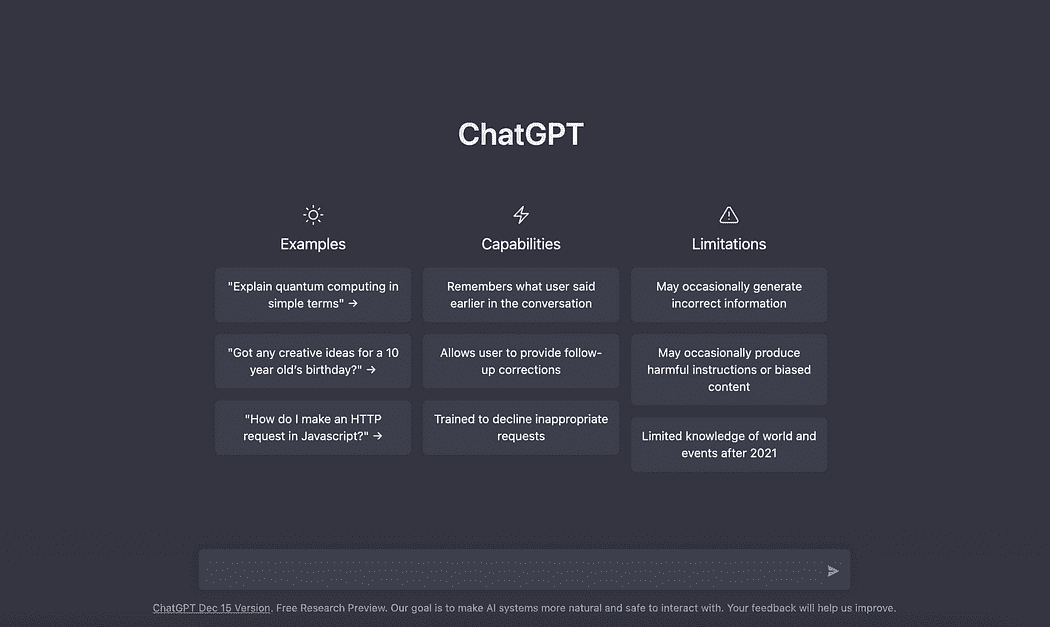 ChatGPT
Examples
"Explain quantum computing in
simple terms" →
"Got any creative ideas for a 10
year old's birthday?" →
"How do I make an HTTP
request in Javascript?" →
Capabilities
Remembers what user said
earlier in the conversation
Allows user to provide follow-
up corrections
Trained to decline inappropriate
requests
Limitations
May occasionally generate
incorrect information
May occasionally produce
harmful instructions or biased
content
Limited knowledge of world and
events after 2021
ChatGPT Dec 15 Version. Free Research Preview. Our goal is to make AI systems more natural and safe to interact with. Your feedback will help us improve.